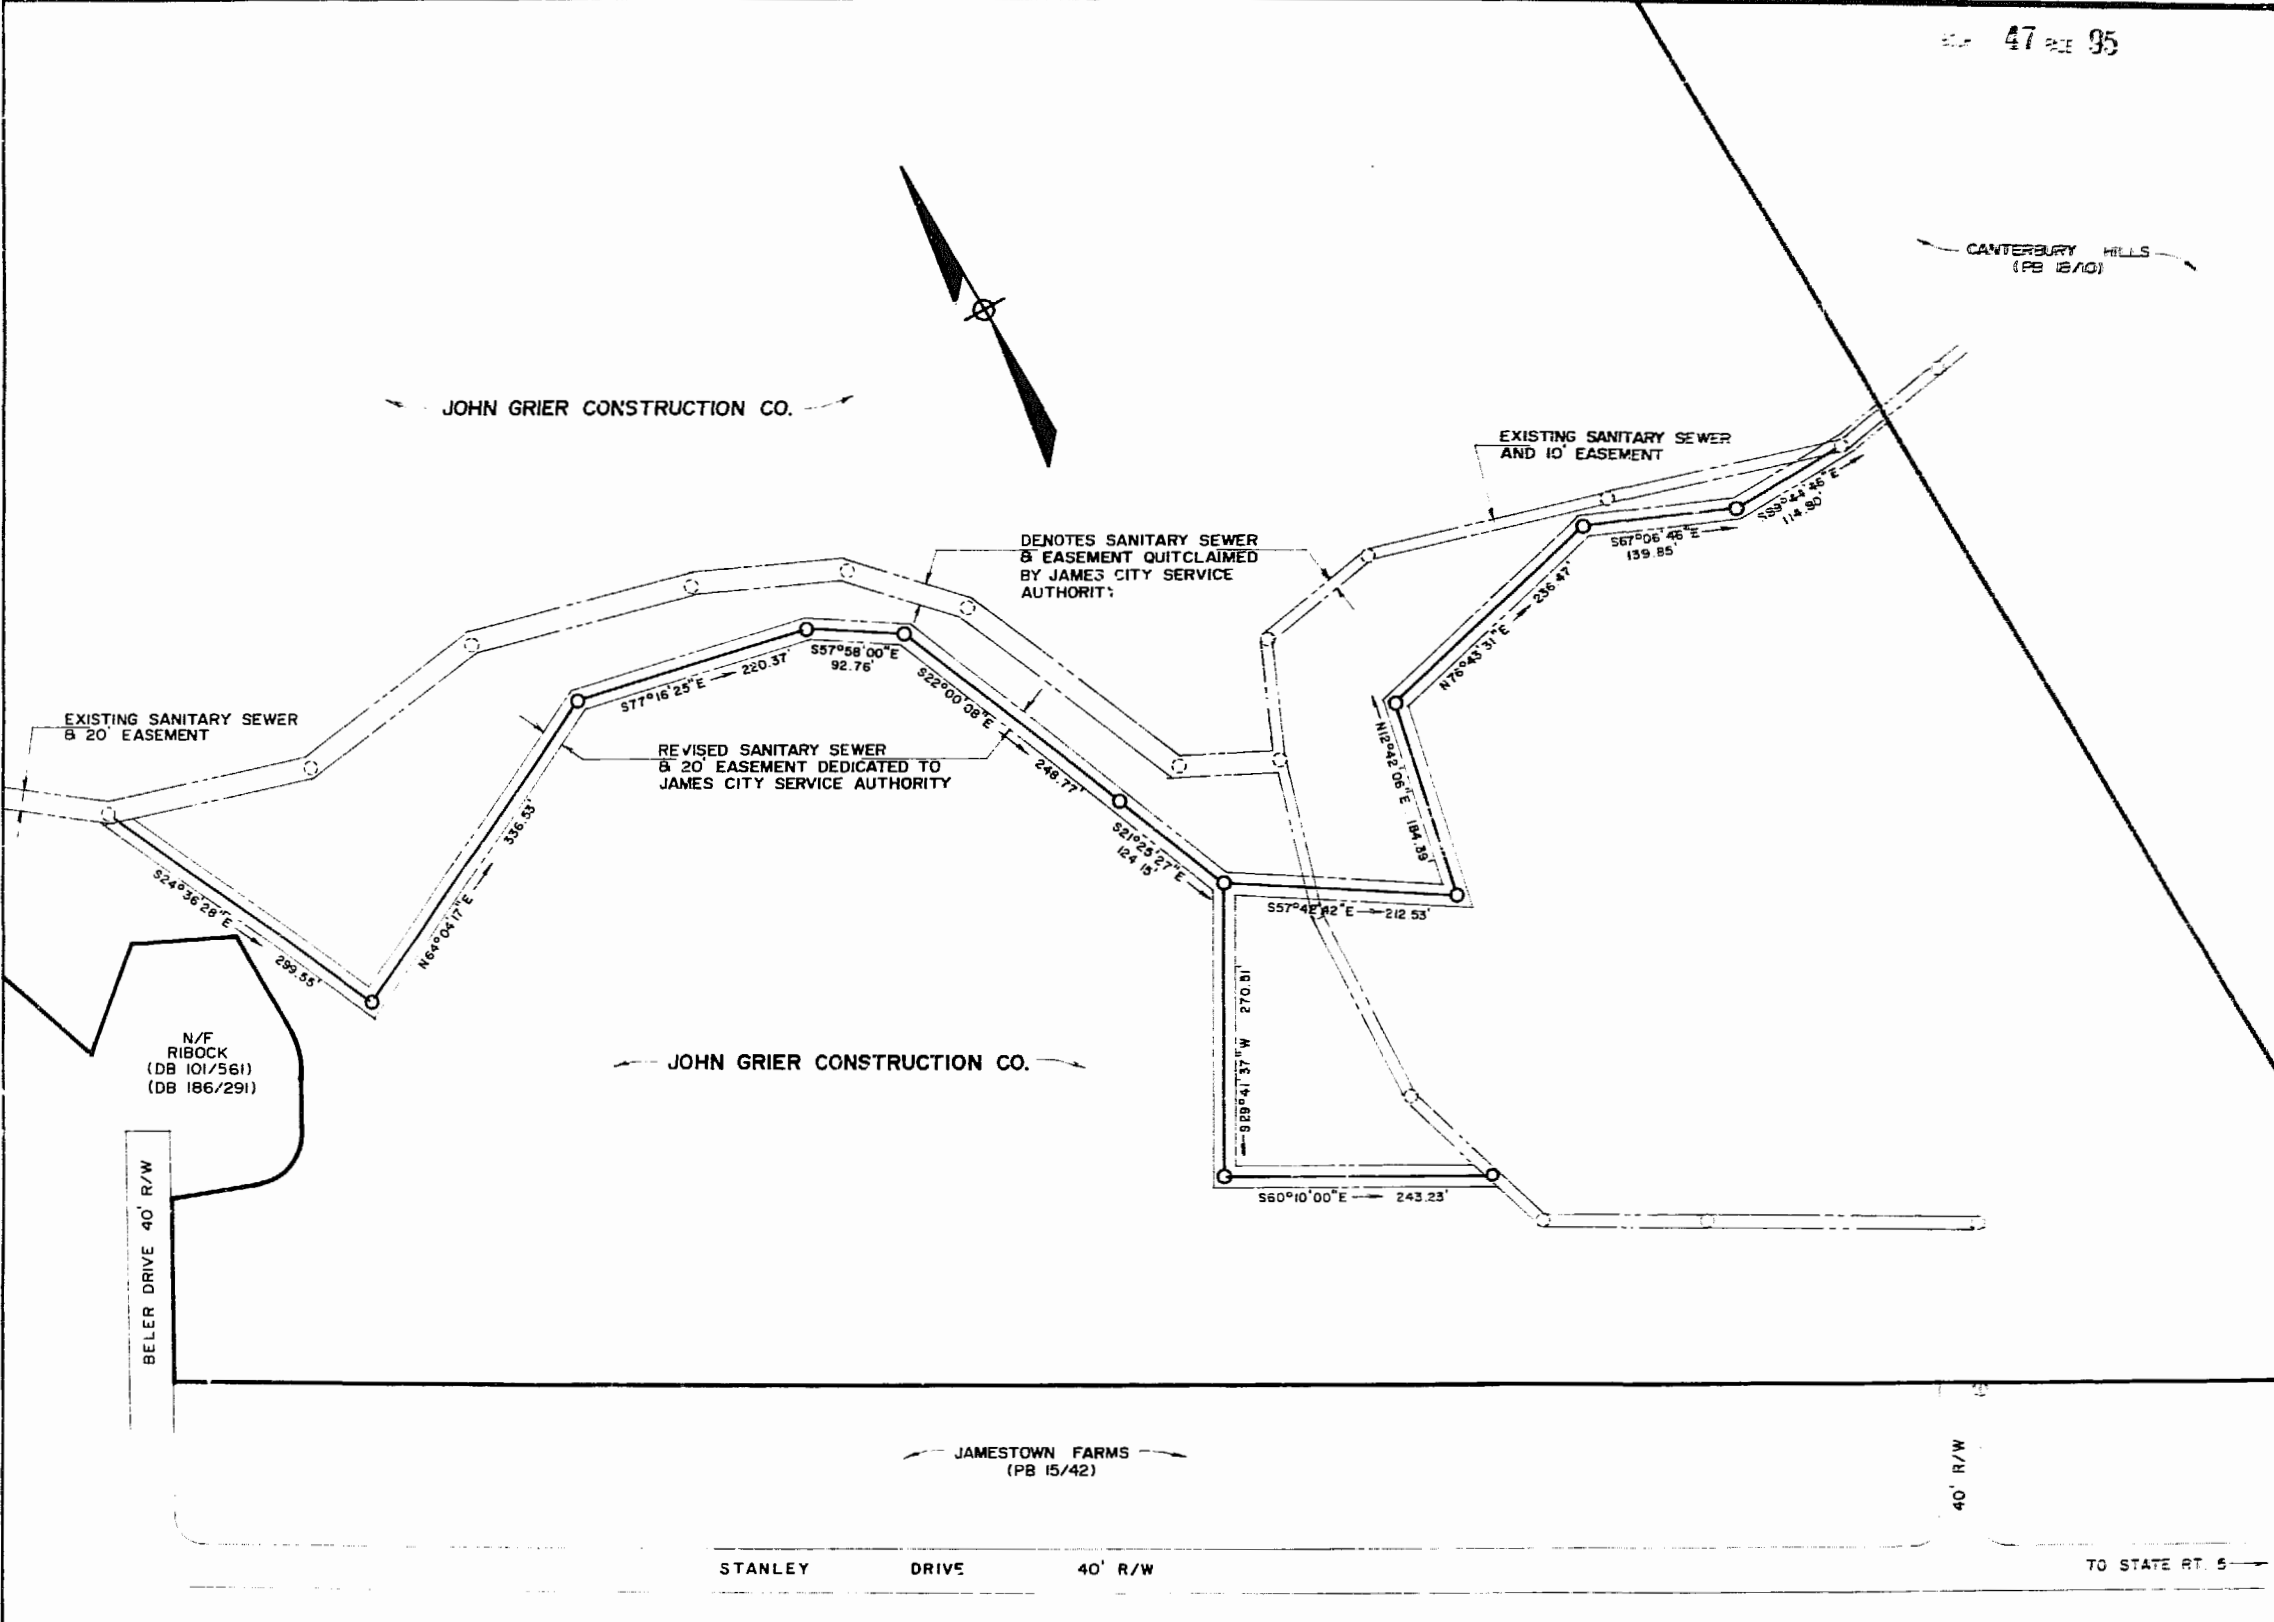 47 95
CANTERBURY HILLS
(PB 18/10)
JOHN GRIER CONSTRUCTION CO.
EXISTING SANITARY SEWER
AND 10' EASEMENT
S89°44'46"E
114.90'
S67°06'46"E
139.85'
N76°43'31"E 236.47'
DENOTES SANITARY SEWER
& EASEMENT QUITCLAIMED
BY JAMES CITY SERVICE
AUTHORITY
S57°58'00"E
92.76'
S77°16'25"E 220.37'
S22°00'08"E 248.77'
EXISTING SANITARY SEWER
& 20' EASEMENT
REVISED SANITARY SEWER
& 20' EASEMENT DEDICATED TO
JAMES CITY SERVICE AUTHORITY
N12°42'06"E 184.39'
S21°25'27"E
124.15'
N64°04'17"E 336.53'
S24°36'28"E 299.55'
S57°42'42"E 212.53'
S29°41'37"W 270.81'
N/F
RIBOCK
(DB 101/561)
(DB 186/291)
JOHN GRIER CONSTRUCTION CO.
S60°10'00"E 243.23'
BELER DRIVE 40' R/W
JAMESTOWN FARMS
(PB 15/42)
40' R/W
STANLEY DRIVE 40' R/W
TO STATE RT. 5